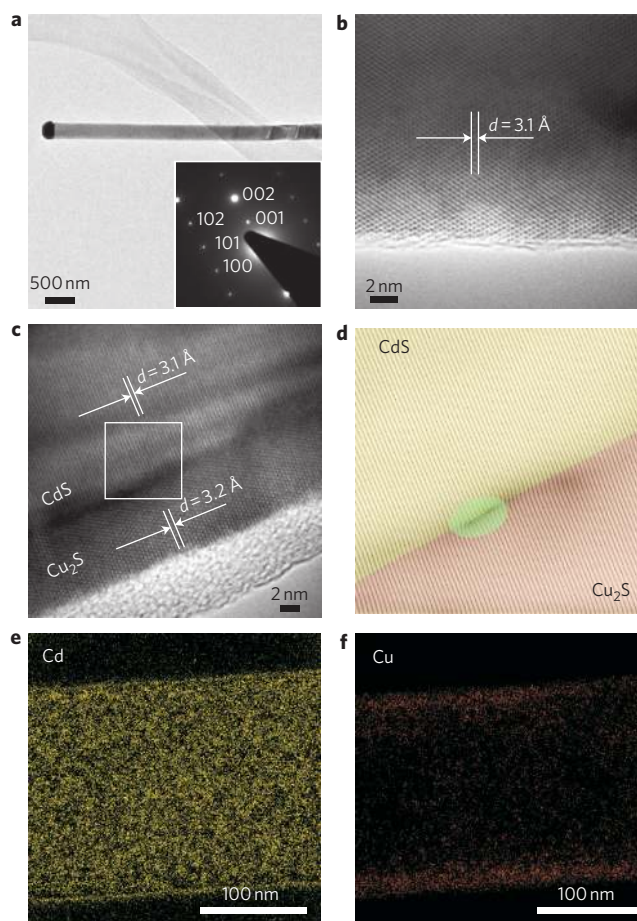 a
002
102
001
101
100
500 nm
b
d = 3.1 Å
2 nm
c
d = 3.1 Å
CdS
d = 3.2 Å
Cu₂S
2 nm
d
CdS
Cu₂S
e
Cd
100 nm
f
Cu
100 nm